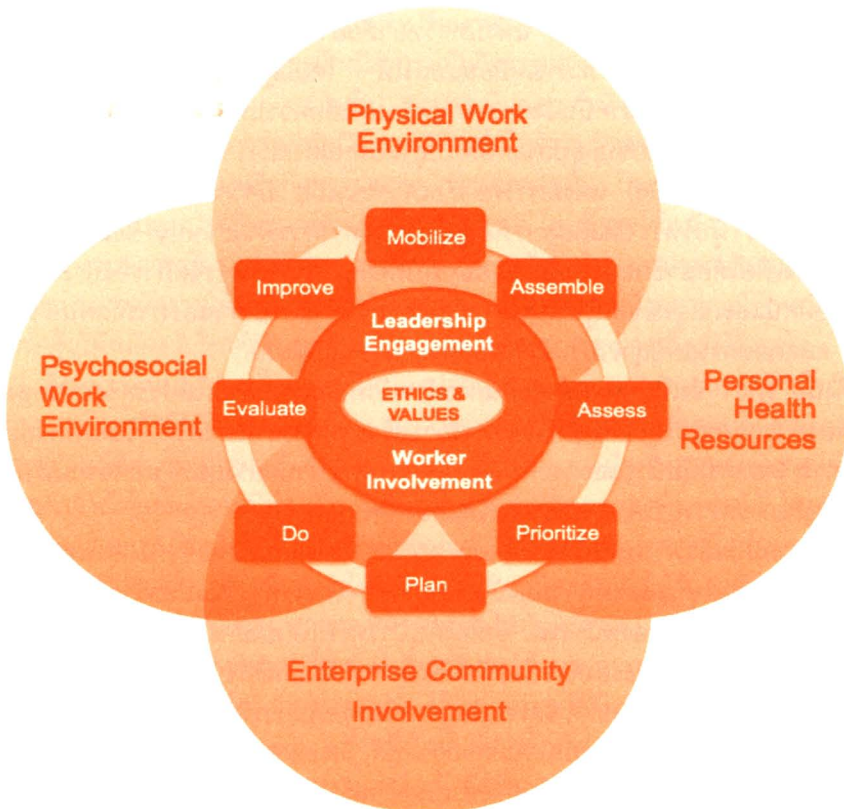 Physical Work
Environment
Mobilize
Improve
Assemble
Leadership
Engagement
Psychosocial
Work
Environment
Evaluate
ETHICS &
VALUES
Assess
Personal
Health
Resources
Worker
Involvement
Do
Prioritize
Plan
Enterprise Community
Involvement